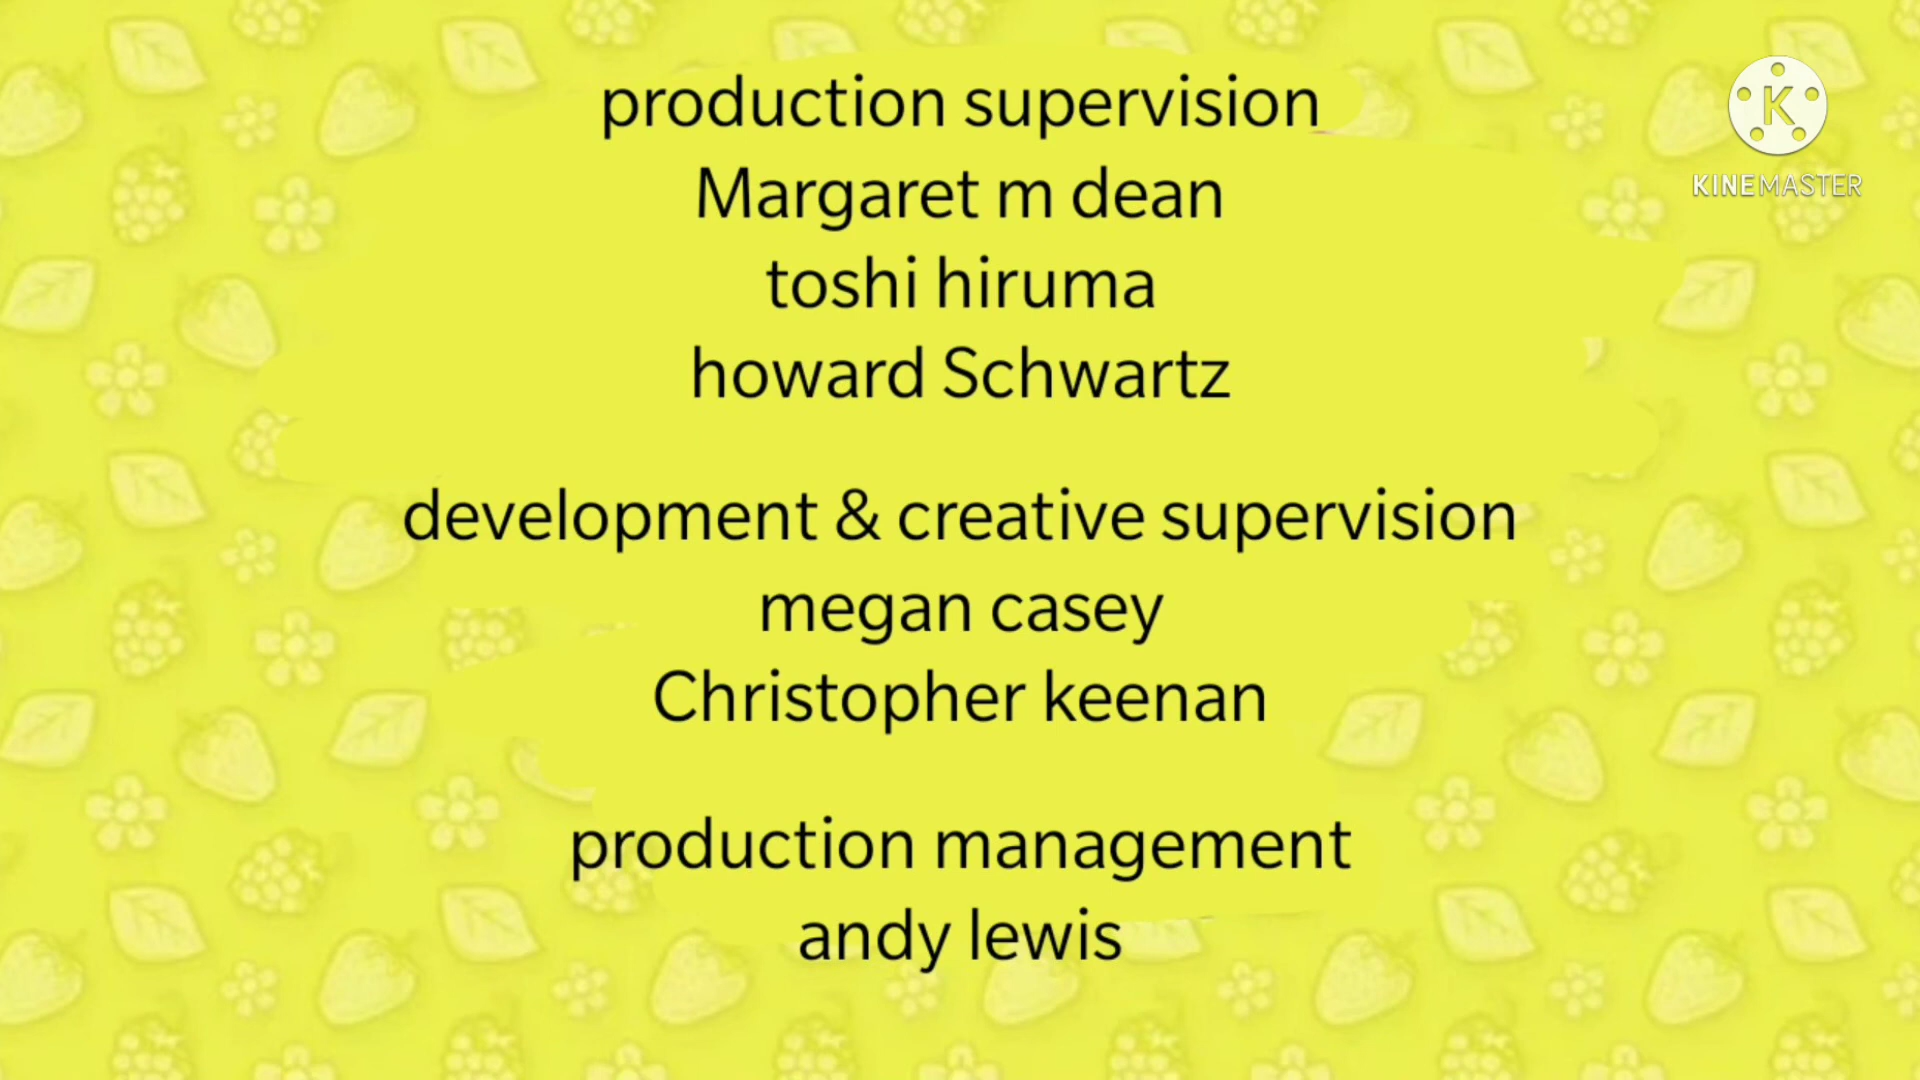 production supervision
Margaret m dean
toshi hiruma
howard Schwartz
development & creative supervision
megan casey
Christopher keenan
production management
andy lewis
K
KINEMASTER